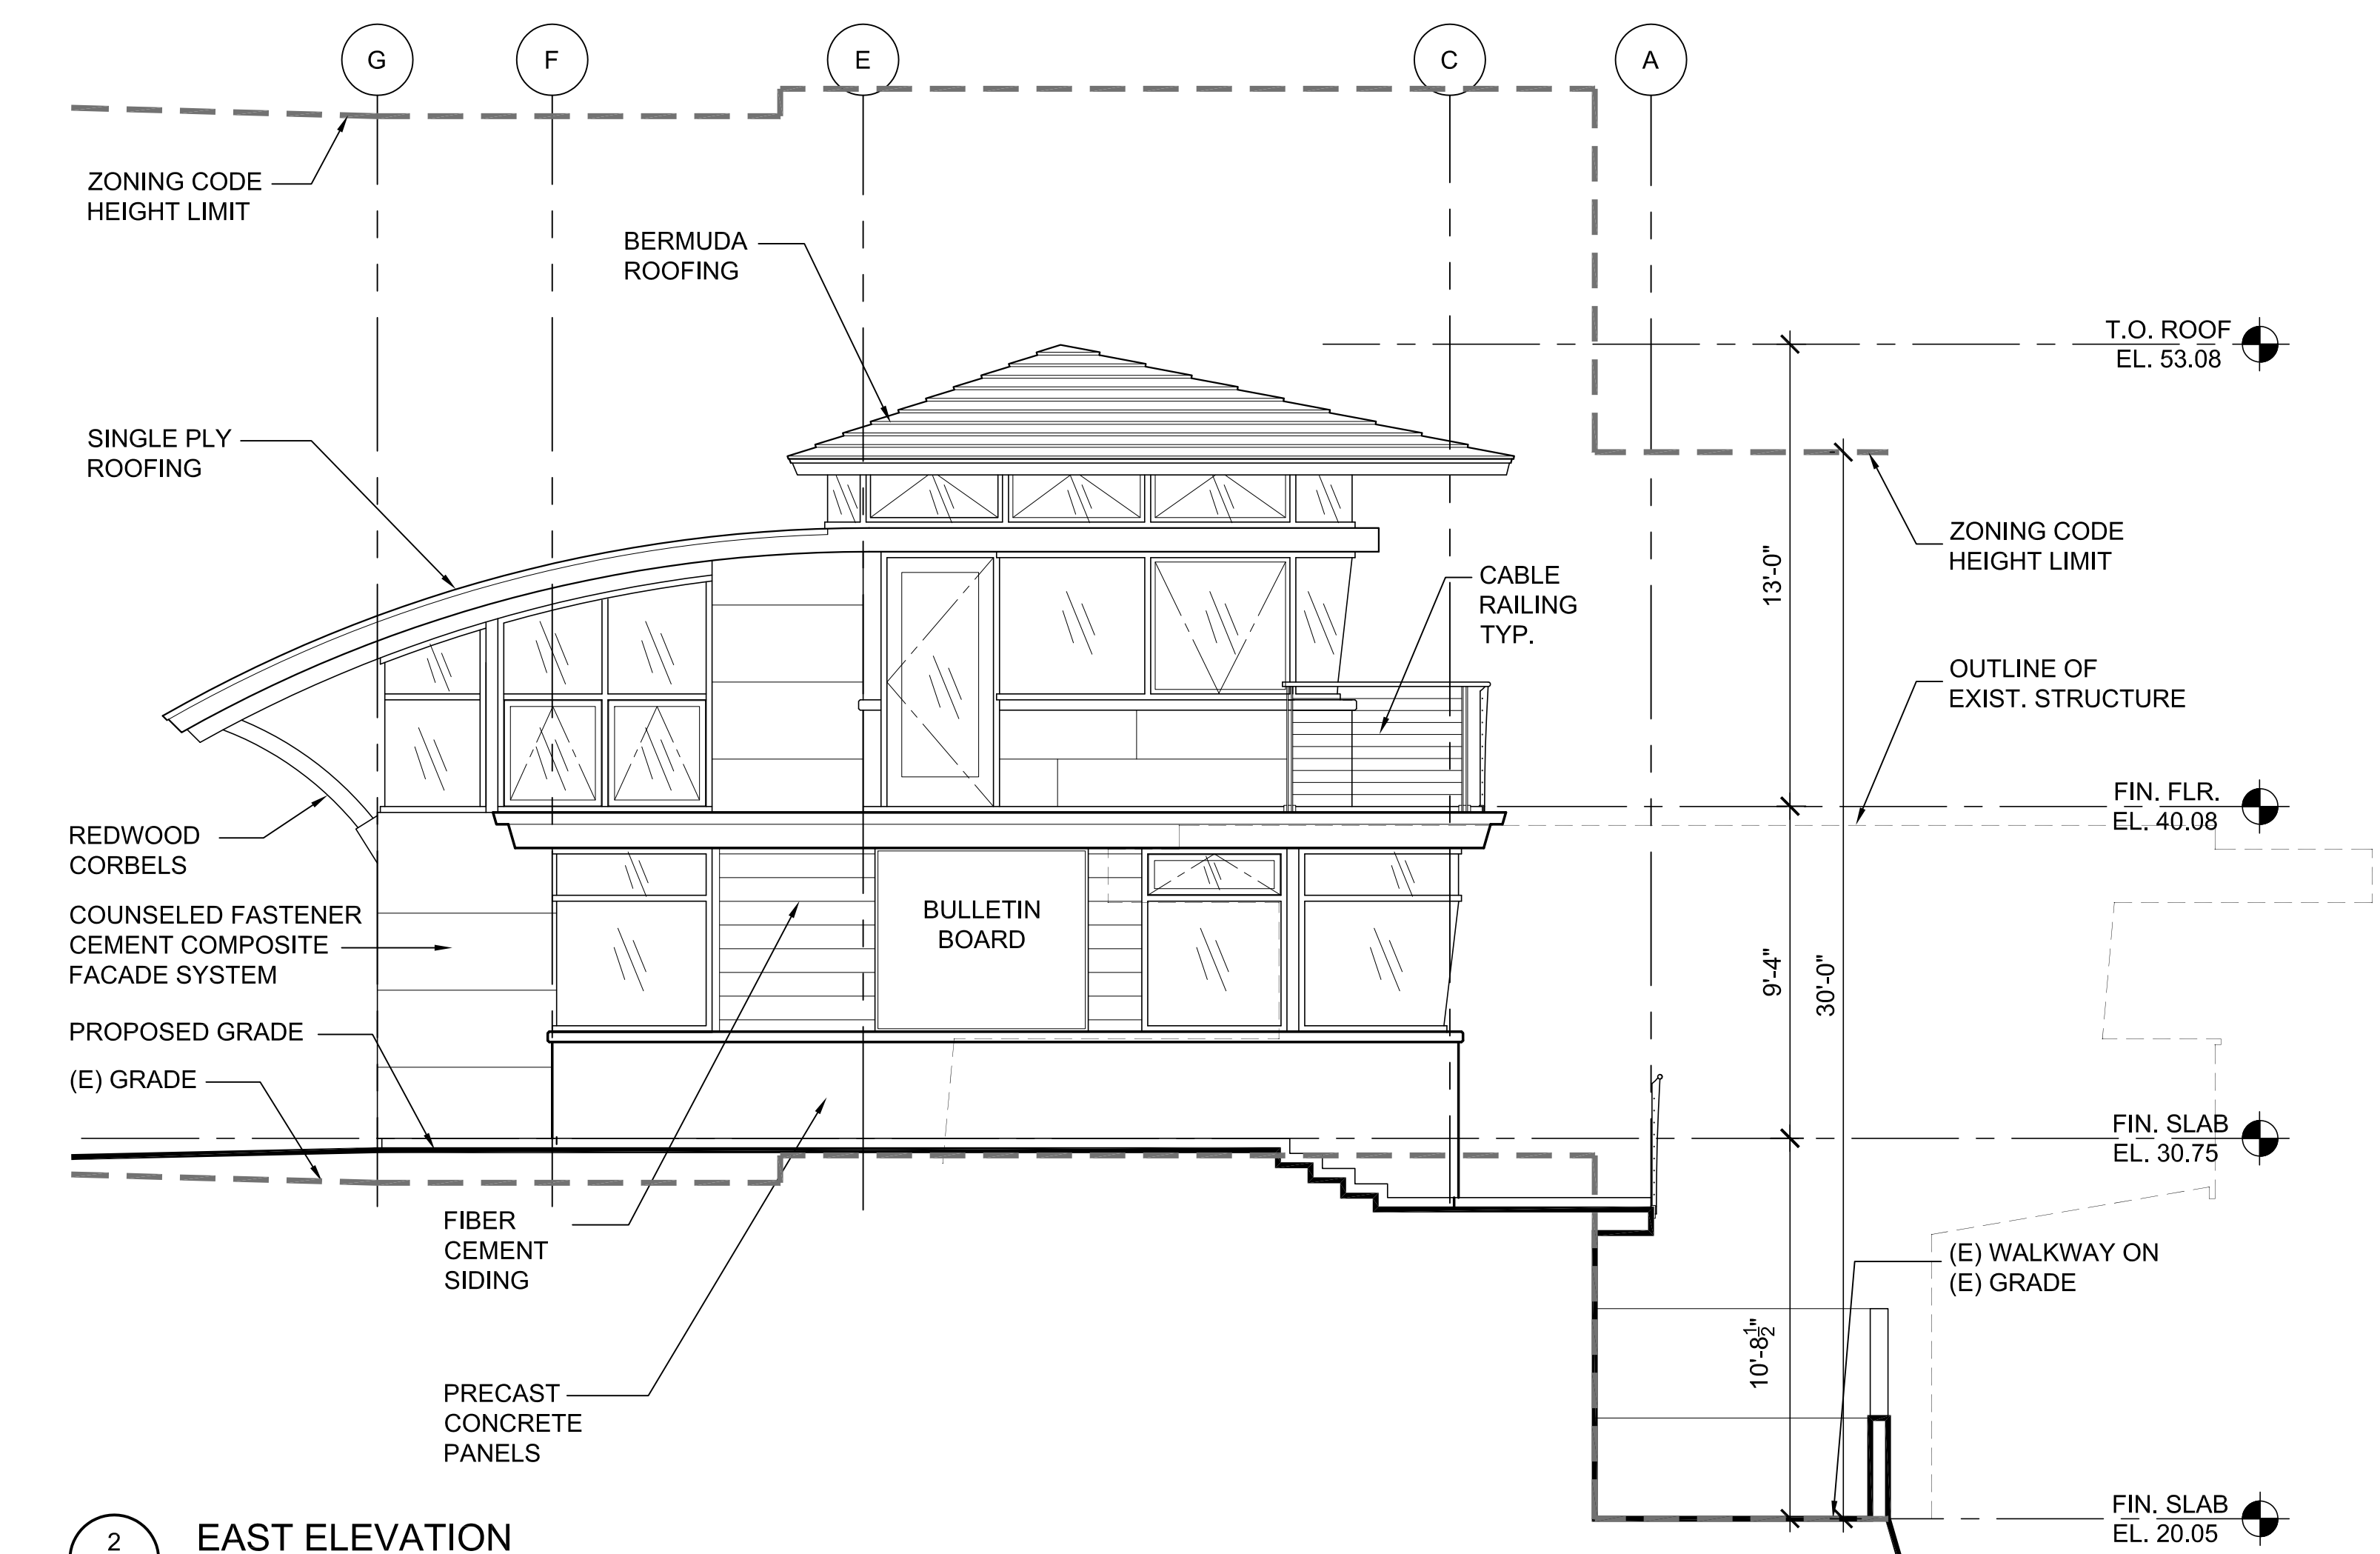 G
F
E
C
A
ZONING CODE
HEIGHT LIMIT
BERMUDA
ROOFING
T.O. ROOF
EL. 53.08
SINGLE PLY
ROOFING
ZONING CODE
HEIGHT LIMIT
13'-0"
CABLE
RAILING
TYP.
OUTLINE OF
EXIST. STRUCTURE
FIN. FLR.
EL. 40.08
REDWOOD
CORBELS
COUNSELED FASTENER
CEMENT COMPOSITE
FACADE SYSTEM
BULLETIN
BOARD
9'-4"
30'-0"
PROPOSED GRADE
(E) GRADE
FIN. SLAB
EL. 30.75
FIBER
CEMENT
SIDING
(E) WALKWAY ON
(E) GRADE
10'-8½"
PRECAST
CONCRETE
PANELS
FIN. SLAB
EL. 20.05
2
EAST ELEVATION